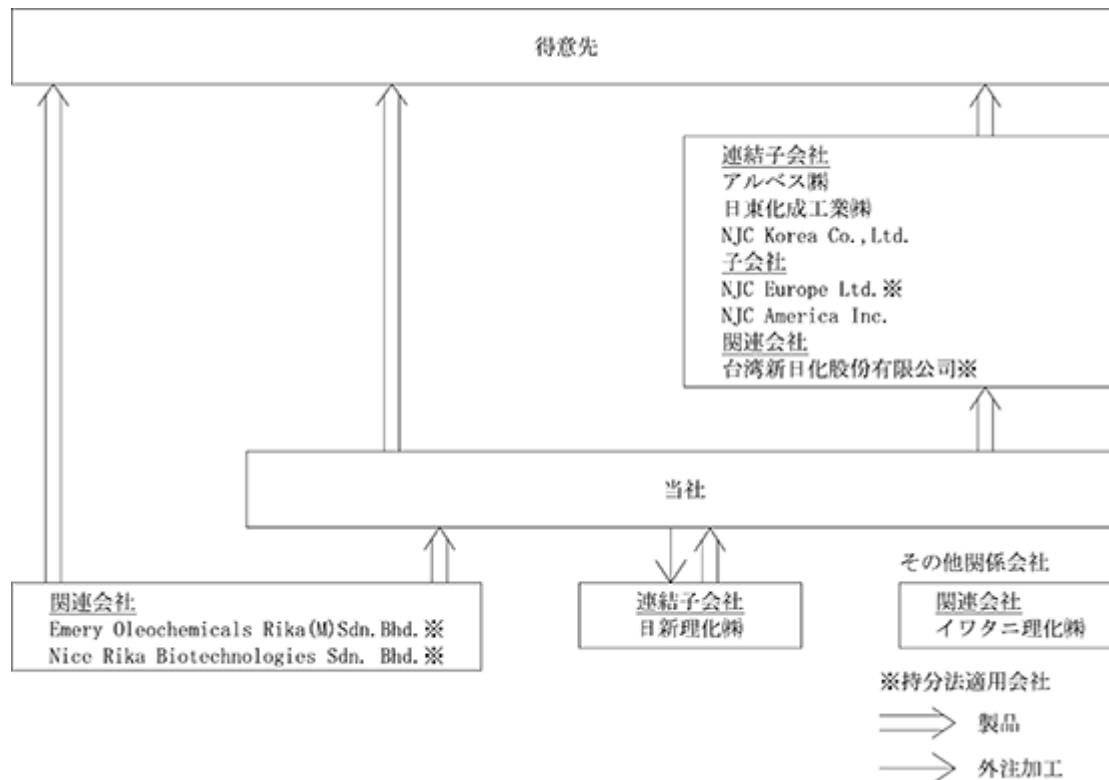 得意先
連結子会社
アルベス㈱
日東化成工業㈱
NJC Korea Co.,Ltd.
子会社
NJC Europe Ltd.※
NJC America Inc.
関連会社
台湾新日化股份有限公司※
当社
関連会社
Emery Oleochemicals Rika(M)Sdn.Bhd.※
Nice Rika Biotechnologies Sdn. Bhd.※
連結子会社
日新理化㈱
その他関係会社
関連会社
イワタニ理化㈱
※持分法適用会社
製品
外注加工